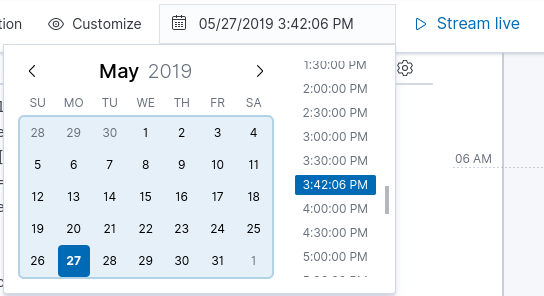 tion Customize 05/27/2019 3:42:06 PM Stream live
May 2019
SU MO TU WE TH FR SA
28 29 30 1 2 3 4
5 6 7 8 9 10 11
12 13 14 15 16 17 18
19 20 21 22 23 24 25
26 27 28 29 30 31 1
1:30:00 PM
2:00:00 PM
2:30:00 PM
3:00:00 PM
3:30:00 PM
3:42:06 PM
4:00:00 PM
4:30:00 PM
5:00:00 PM
06 AM